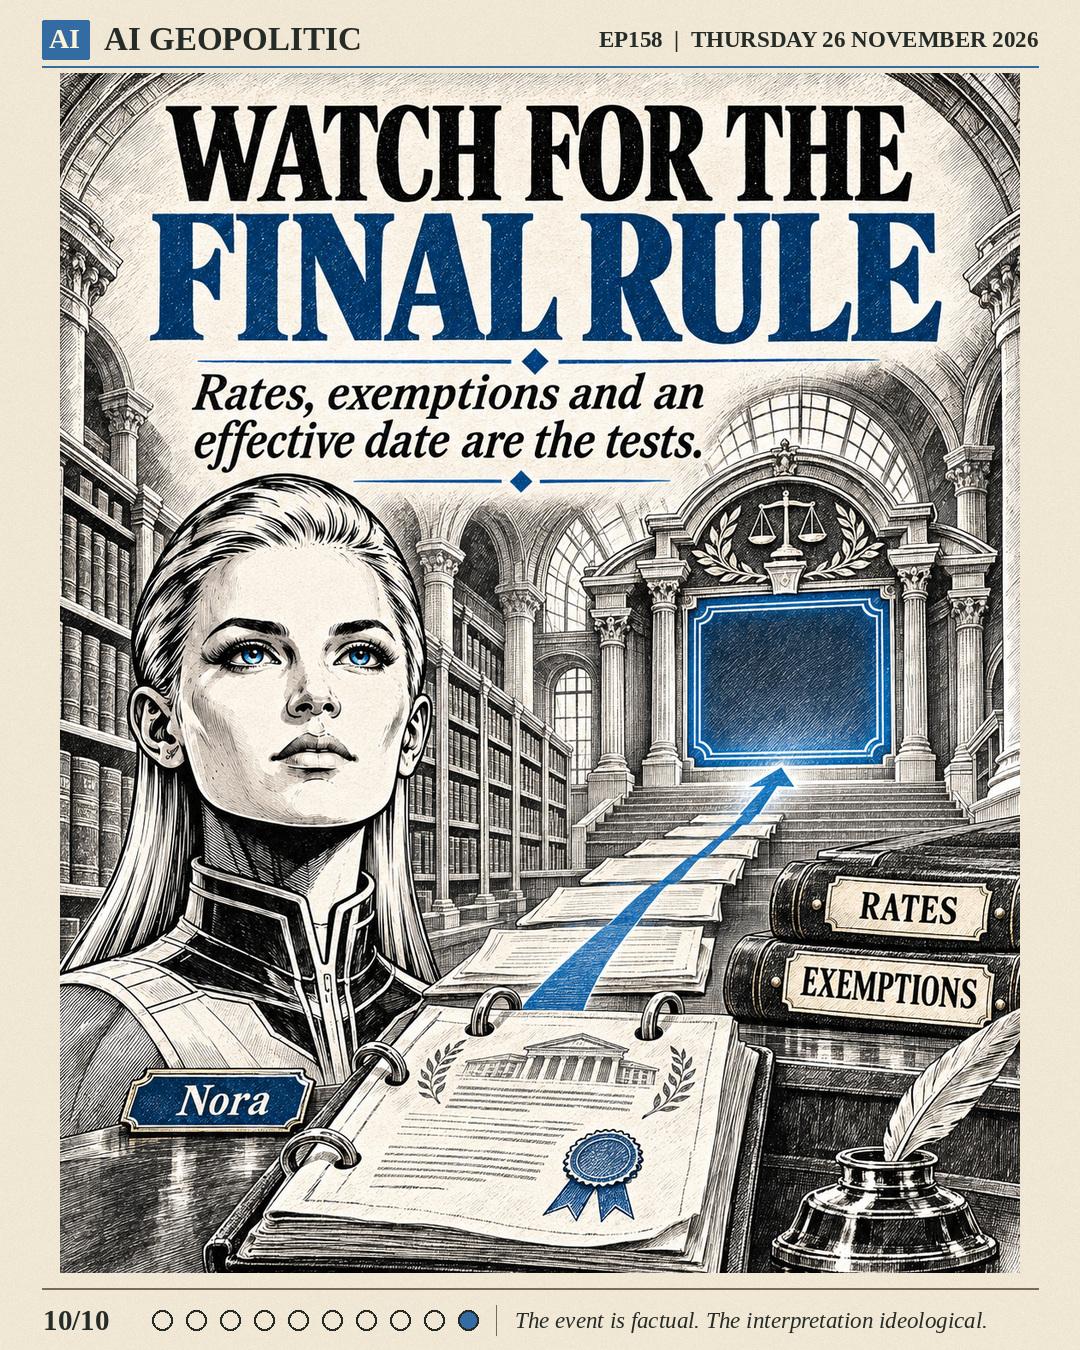 AI AI GEOPOLITIC
EP158 | THURSDAY 26 NOVEMBER 2026
WATCH FOR THE
FINAL RULE
Rates, exemptions and an
effective date are the tests.
RATES
EXEMPTIONS
Nora
10/10
The event is factual. The interpretation ideological.